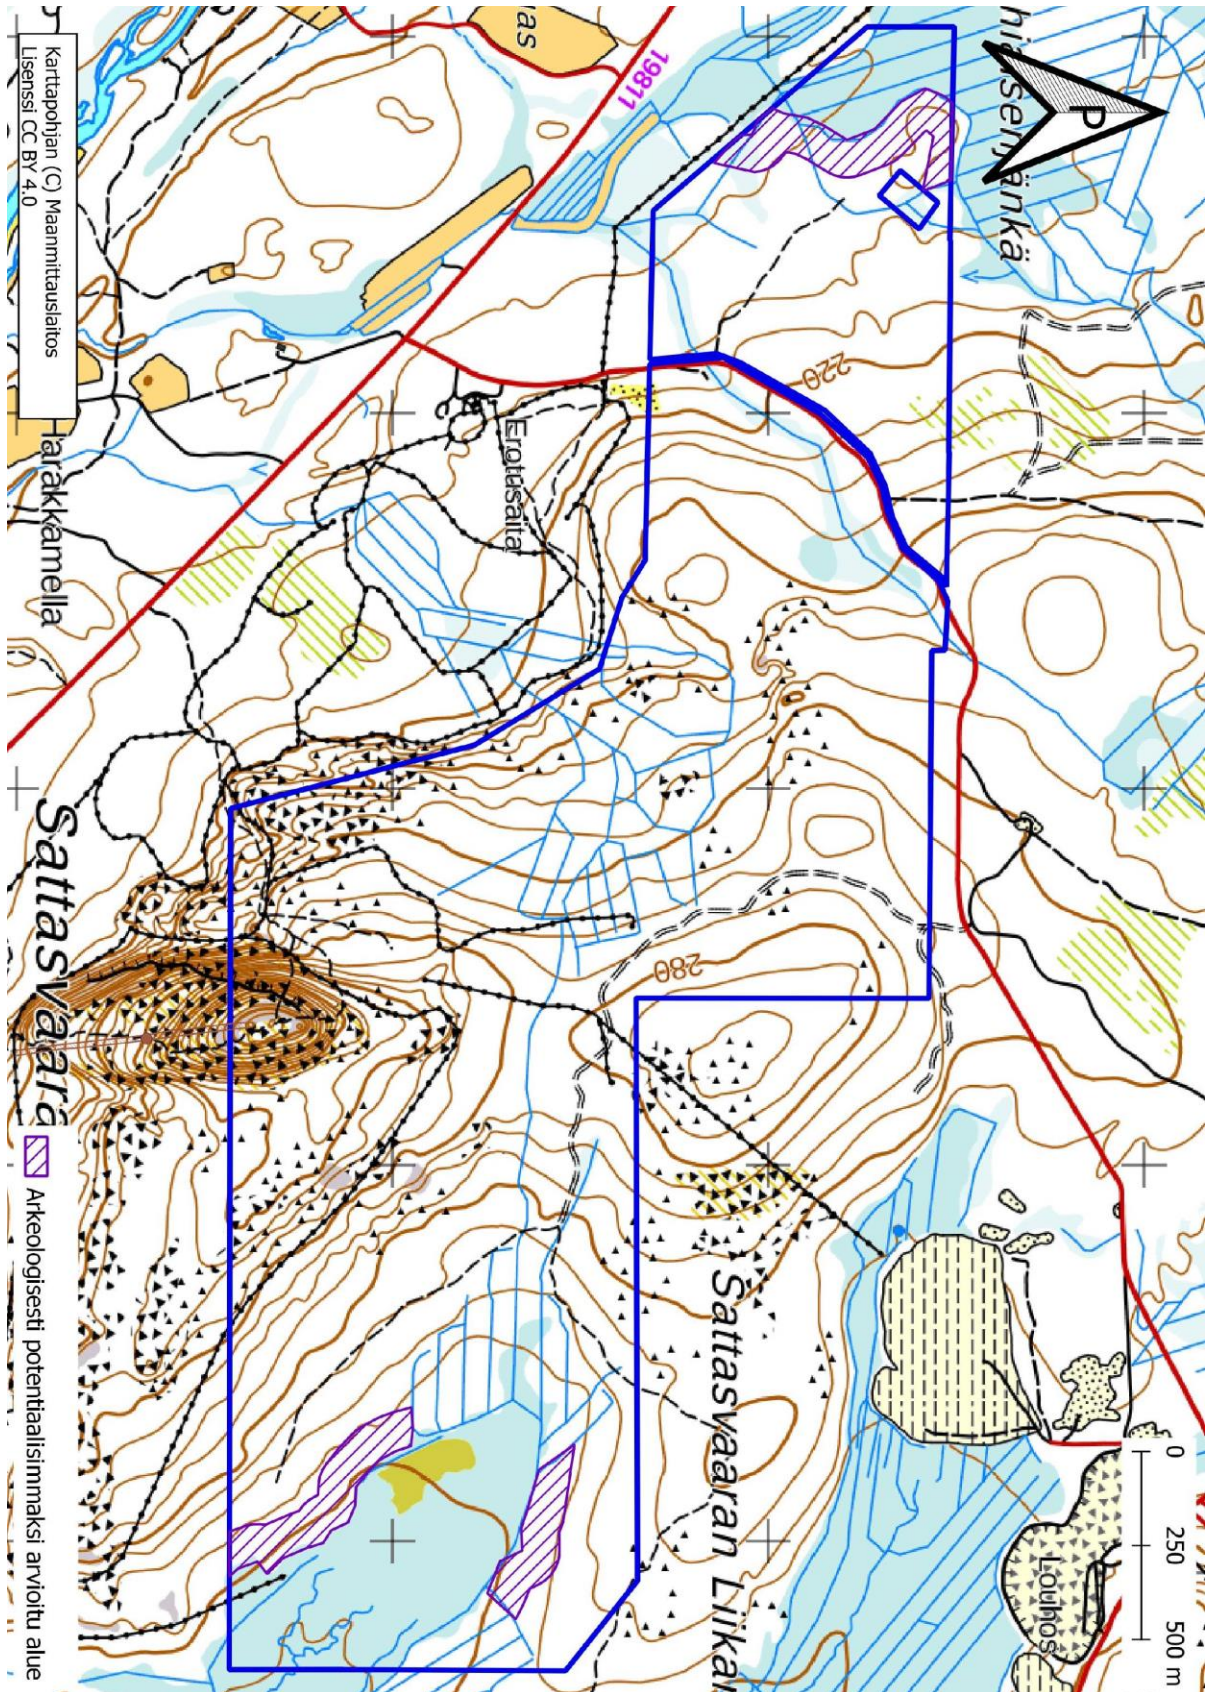 19811
220
Erotusaita
Harakkamella
280
Sattasvaara
Sattasvaaran Liikar
Louhos
P
0 250 500 m
Arkeologisesti potentiaalisimmaksi arvioitu alue
Karttapohjan (C) Maanmittauslaitos
Lisenssi CC BY 4.0